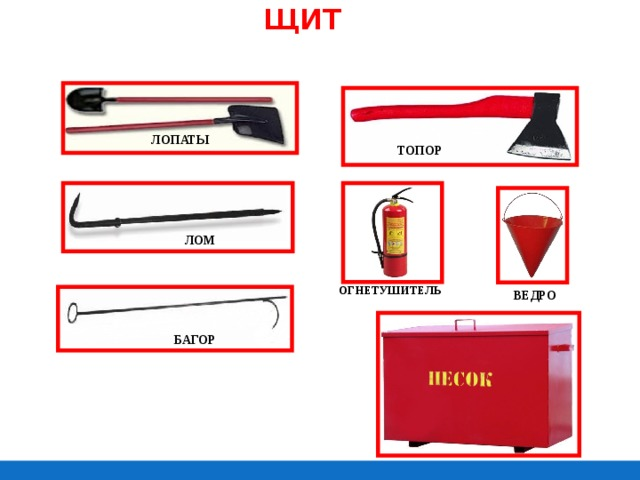 ЩИТ
ЛОПАТЫ
ТОПОР
ЛОМ
ОГНЕТУШИТЕЛЬ
ВЕДРО
БАГОР
ПЕСОК